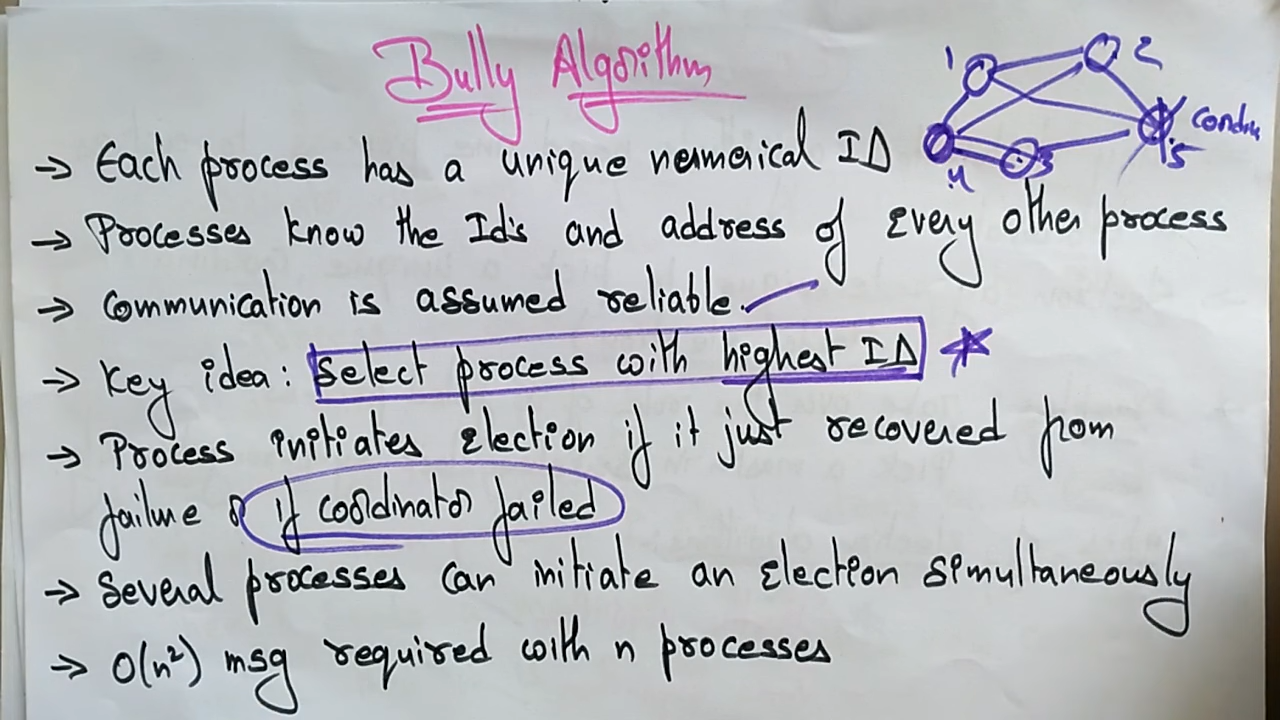 Bully Algorithm
1 2
→ Each process has a unique numerical ID
4 3 5
→ Processes know the Id's and address of every other process
→ Communication is assumed reliable.
→ Key idea: Select process with highest ID
→ Process initiates election if it just recovered from
failure or if coordinator failed
→ Several processes can initiate an election simultaneously
→ O(n²) msg required with n processes